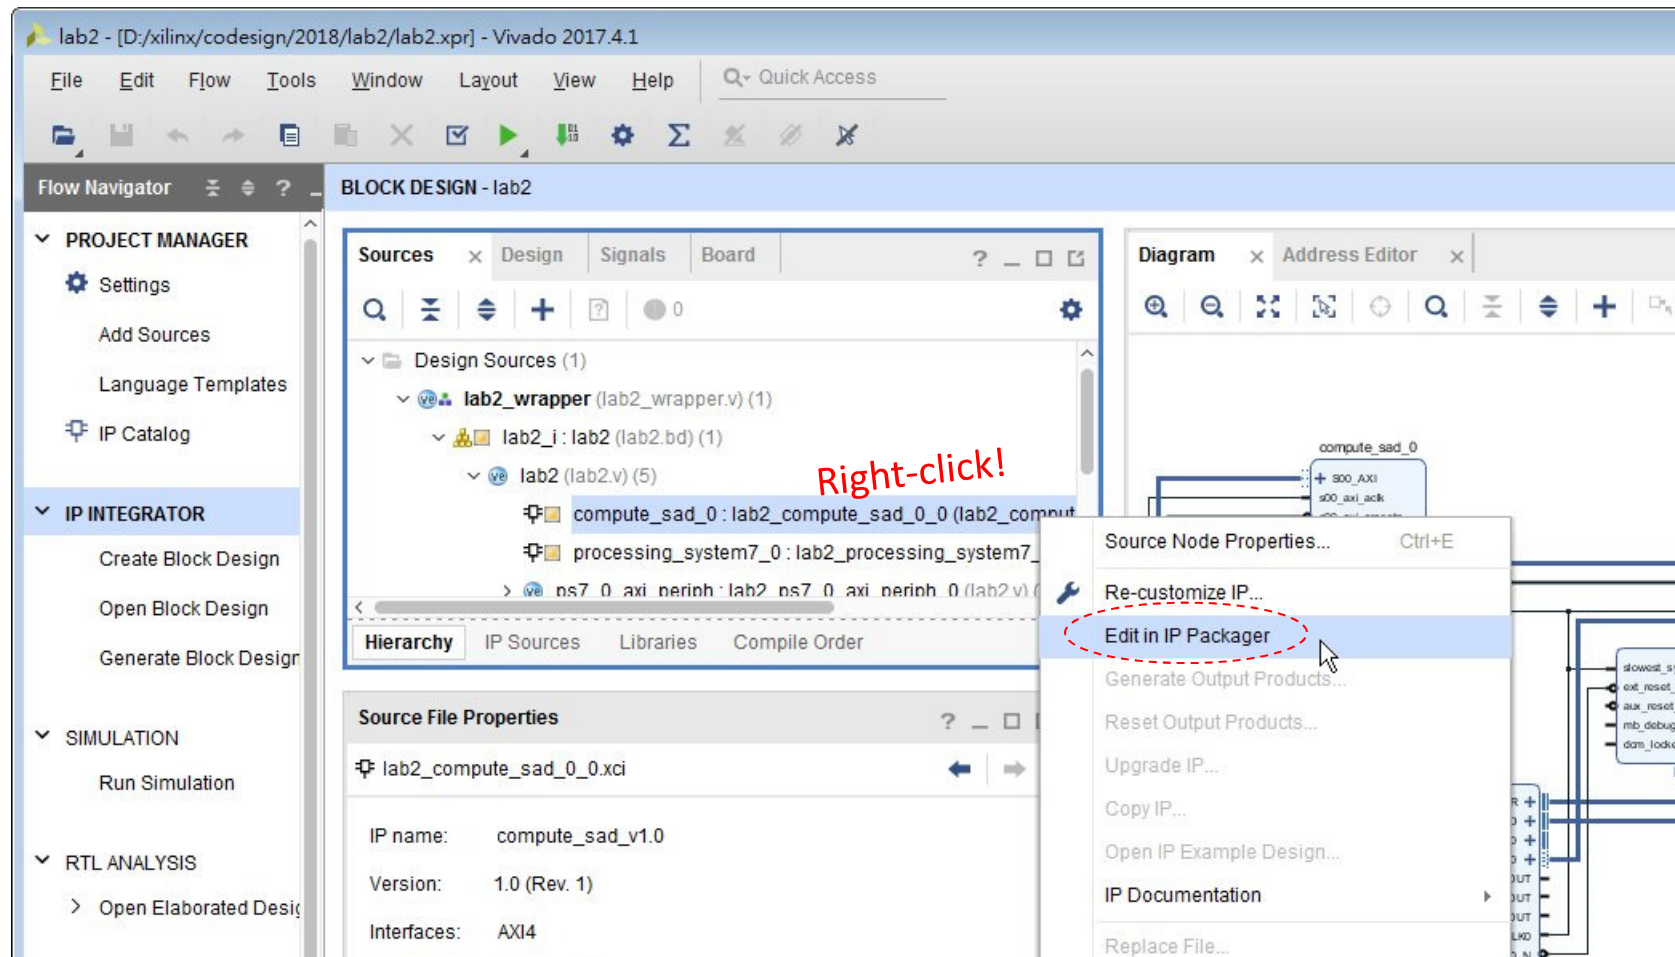 lab2 - [D:/xilinx/codesign/2018/lab2/lab2.xpr] - Vivado 2017.4.1
File Edit Flow Tools Window Layout View Help Quick Access
Flow Navigator ?
BLOCK DESIGN - lab2
PROJECT MANAGER
Settings
Add Sources
Language Templates
IP Catalog
IP INTEGRATOR
Create Block Design
Open Block Design
Generate Block Design
SIMULATION
Run Simulation
RTL ANALYSIS
Open Elaborated
Sources Design Signals Board ?
0
Design Sources (1)
lab2_wrapper (lab2_wrapper.v) (1)
lab2_i : lab2 (lab2.bd) (1)
lab2 (lab2.v) (5)
Right-click!
compute_sad_0 : lab2_compute_sad_0_0 (lab2_comput
processing_system7_0 : lab2_processing_system7_
ps7_0_axi_periph : lab2_ps7_0_axi_periph_0 (lab2.v) (
Hierarchy IP Sources Libraries Compile Order
Source File Properties ?
lab2_compute_sad_0_0.xci
IP name: compute_sad_v1.0
Version: 1.0 (Rev. 1)
Interfaces: AXI4
Diagram Address Editor
compute_sad_0
S00_AXI
s00_axi_aclk
Source Node Properties... Ctrl+E
Re-customize IP...
Edit in IP Packager
Generate Output Products...
Reset Output Products...
Upgrade IP...
Copy IP...
Open IP Example Design...
IP Documentation
Replace File...
slowest_s
ext_reset_
aux_reset_
mb_debug
dcm_locke